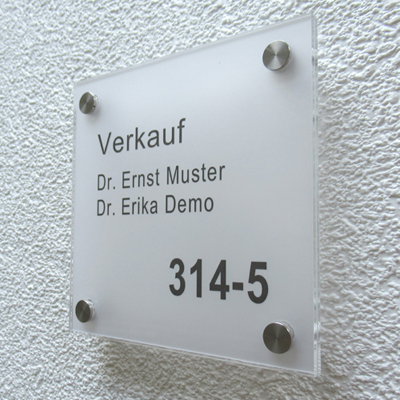 Verkauf
Dr. Ernst Muster
Dr. Erika Demo
314-5